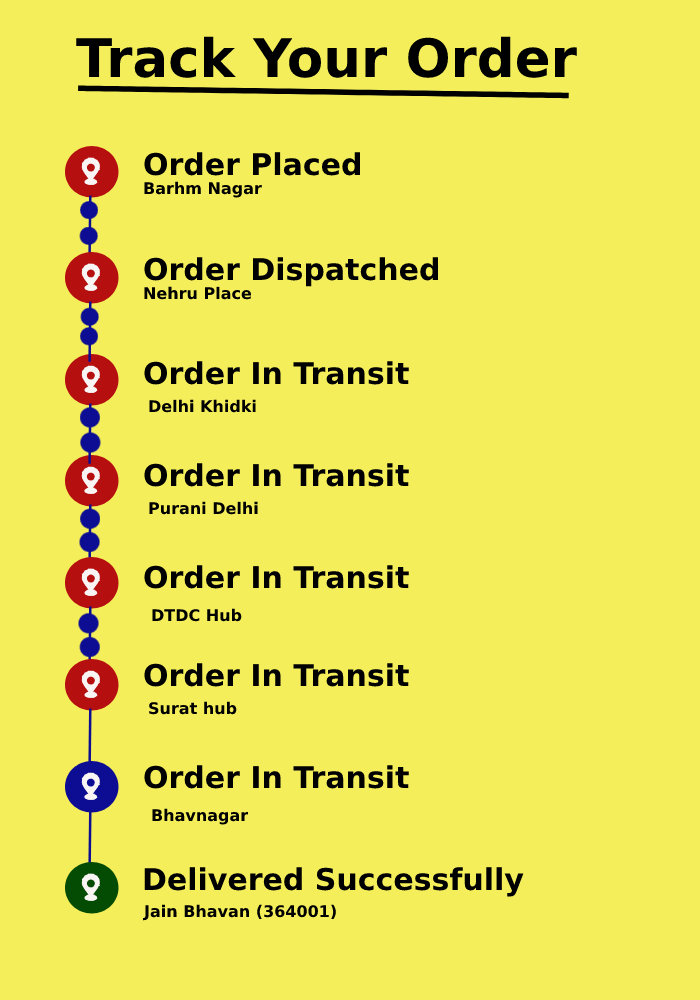 Track Your Order
Order Placed
Barhm Nagar
Order Dispatched
Nehru Place
Order In Transit
Delhi Khidki
Order In Transit
Purani Delhi
Order In Transit
DTDC Hub
Order In Transit
Surat hub
Order In Transit
Bhavnagar
Delivered Successfully
Jain Bhavan (364001)